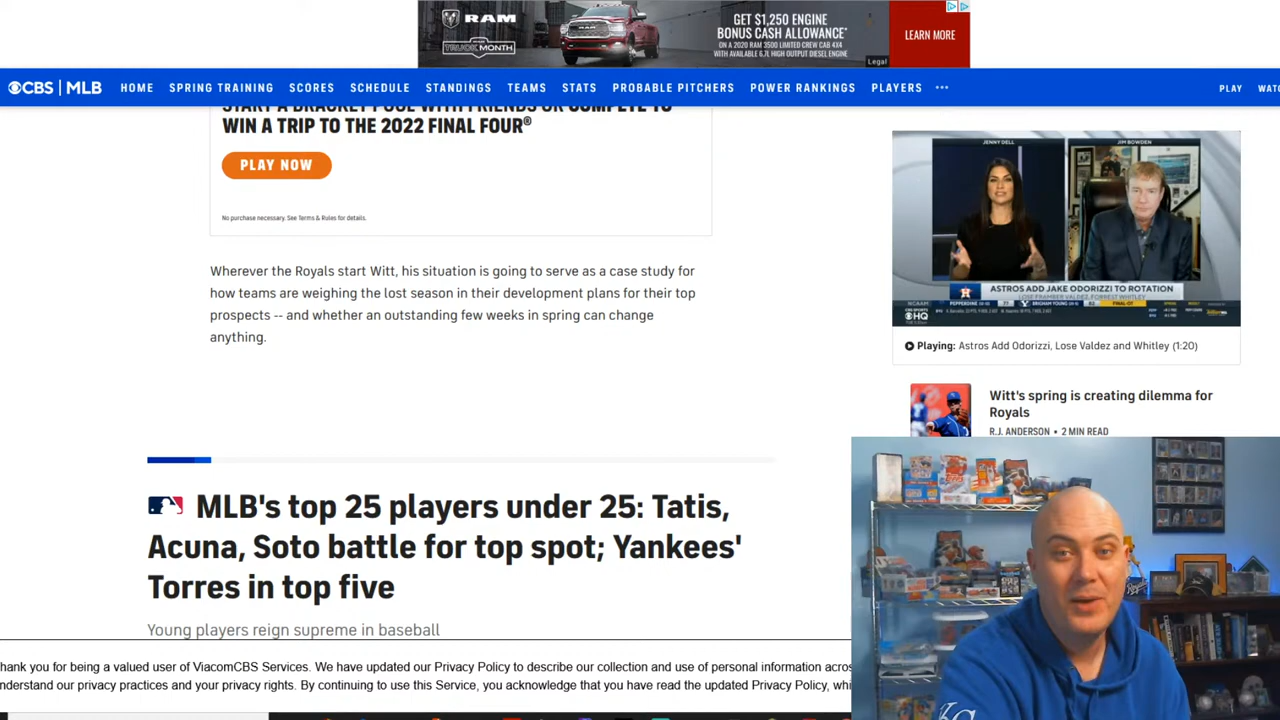 RAM
TRUCK MONTH
GET $1,250 ENGINE
BONUS CASH ALLOWANCE*
ON A 2020 RAM 3500 LIMITED CREW CAB 4X4
WITH AVAILABLE 6.7L HIGH OUTPUT DIESEL ENGINE
Legal
LEARN MORE
CBS | MLB
HOME
SPRING TRAINING
SCORES
SCHEDULE
STANDINGS
TEAMS
STATS
PROBABLE PITCHERS
POWER RANKINGS
PLAYERS
•••
PLAY
WATC
START A BRACKET POOL WITH FRIENDS OR COMPETE TO
WIN A TRIP TO THE 2022 FINAL FOUR®
PLAY NOW
No purchase necessary. See Terms & Rules for details.
JENNY DELL
JIM BOWDEN
ASTROS ADD JAKE ODORIZZI TO ROTATION
LOSE FRAMBER VALDEZ, FORREST WHITLEY
CBS HQ
Playing: Astros Add Odorizzi, Lose Valdez and Whitley (1:20)
Wherever the Royals start Witt, his situation is going to serve as a case study for
how teams are weighing the lost season in their development plans for their top
prospects -- and whether an outstanding few weeks in spring can change
anything.
Witt's spring is creating dilemma for
Royals
R.J. ANDERSON • 2 MIN READ
MLB's top 25 players under 25: Tatis,
Acuna, Soto battle for top spot; Yankees'
Torres in top five
Young players reign supreme in baseball
hank you for being a valued user of ViacomCBS Services. We have updated our Privacy Policy to describe our collection and use of personal information across
nderstand our privacy practices and your privacy rights. By continuing to use this Service, you acknowledge that you have read the updated Privacy Policy, whi
KC